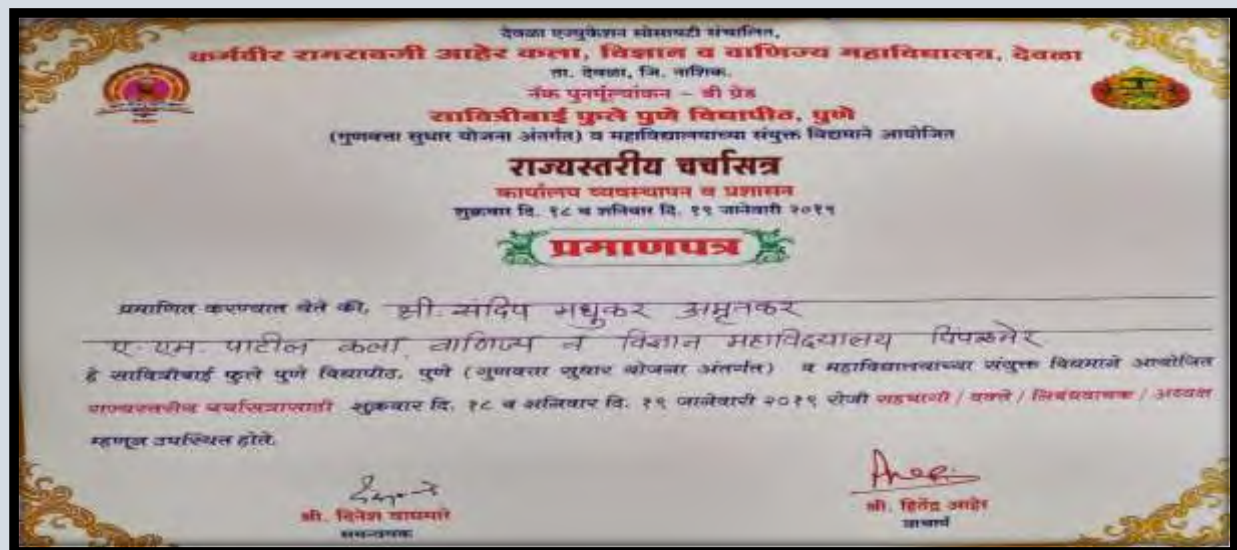 देवळा एज्युकेशन सोसायटी संचालित,
कर्मवीर रामरावजी आहेर कला, विज्ञान व वाणिज्य महाविद्यालय, देवळा
ता. देवळा, जि. नाशिक.
नॅक पुनर्मूल्यांकन – बी ग्रेड
सावित्रीबाई फुले पुणे विद्यापीठ, पुणे
(गुणवत्ता सुधार योजना अंतर्गत) व महाविद्यालयाच्या संयुक्त विद्यमाने आयोजित
राज्यस्तरीय चर्चासत्र
कार्यालय व्यवस्थापन व प्रशासन
शुक्रवार दि. १८ व शनिवार दि. १९ जानेवारी २०१९
प्रमाणपत्र
प्रमाणित करण्यात येते की, श्री. संदिप मधुकर अमृतकर
ए. एम. पाटील कला, वाणिज्य व विज्ञान महाविदयालय पिंपळनेर
हे सावित्रीबाई फुले पुणे विद्यापीठ, पुणे (गुणवत्ता सुधार योजना अंतर्गत) व महाविद्यालयाच्या संयुक्त विद्यमाने आयोजित
राज्यस्तरीय चर्चासत्रासाठी शुक्रवार दि. १८ व शनिवार दि. १९ जानेवारी २०१९ रोजी सहभागी / वक्ते / निबंधवाचक / अध्यक्ष
म्हणून उपस्थित होते.
श्री. दिनेश वाघमारे
समन्वयक
श्री. हितेंद्र आहेर
प्राचार्य